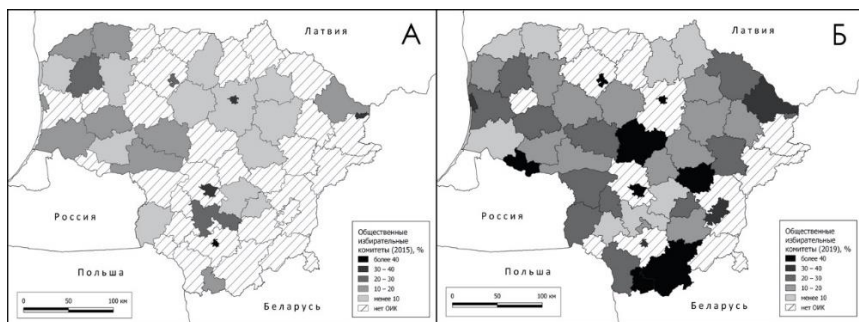 А
Латвия
Россия
Польша
Беларусь
Общественные
избирательные
комитеты (2015), %
более 40
30 – 40
20 – 30
10 – 20
менее 10
нет ОИК
0 50 100 км
Б
Латвия
Россия
Польша
Беларусь
Общественные
избирательные
комитеты (2019), %
более 40
30 – 40
20 – 30
10 – 20
менее 10
нет ОИК
0 50 100 км